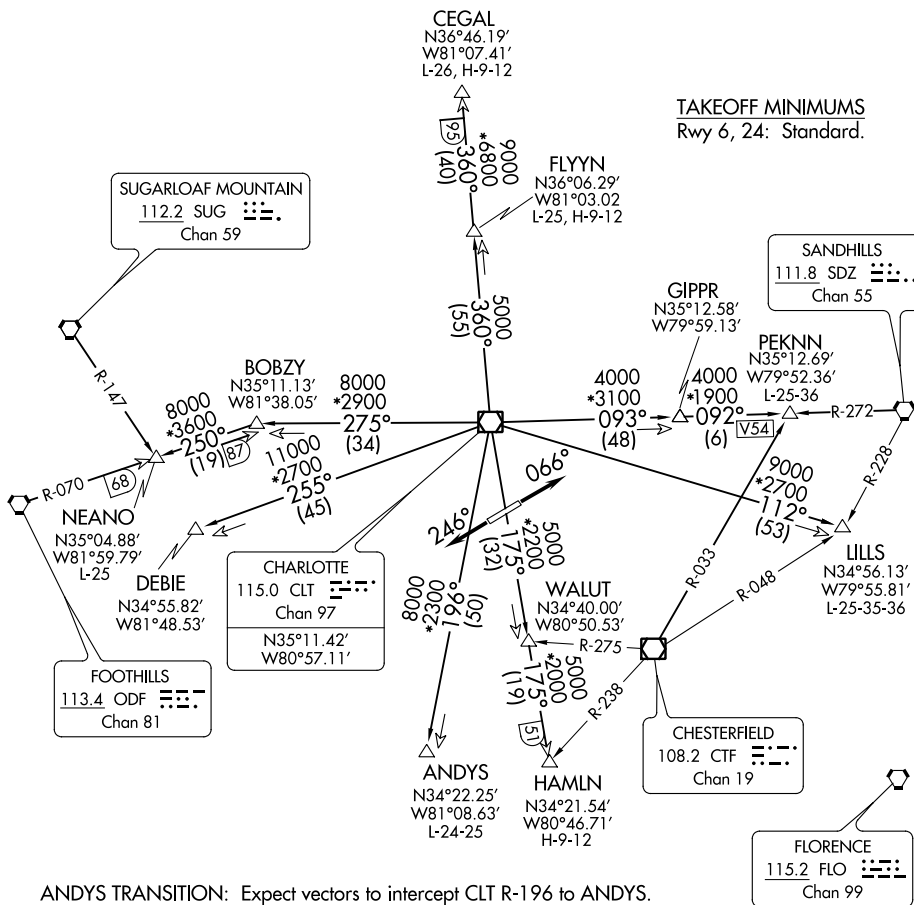 CEGAL
N36°46.19′
W81°07.41′
L-26, H-9-12
TAKEOFF MINIMUMS
Rwy 6, 24: Standard.
95
360°
(40)
*6800
9000
FLYYN
N36°06.29′
W81°03.02
L-25, H-9-12
SUGARLOAF MOUNTAIN
112.2 SUG
Chan 59
SANDHILLS
111.8 SDZ
Chan 55
5000
360°
(55)
GIPPR
N35°12.58′
W79°59.13′
PEKNN
N35°12.69′
W79°52.36′
L-25-36
BOBZY
N35°11.13′
W81°38.05′
R-147
8000
*3600
250°
(19)
87
8000
*2900
275°
(34)
4000
*3100
093°
(48)
4000
*1900
092°
(6)
V54
R-272
R-228
R-070
68
11000
*2700
255°
(45)
066°
246°
9000
*2700
112°
(53)
NEANO
N35°04.88′
W81°59.79′
L-25
DEBIE
N34°55.82′
W81°48.53′
CHARLOTTE
115.0 CLT
Chan 97
N35°11.42′
W80°57.11′
5000
*2200
175°
(32)
8000
*2300
196°
(50)
WALUT
N34°40.00′
W80°50.53′
R-033
R-048
LILLS
N34°56.13′
W79°55.81′
L-25-35-36
R-275
R-238
5000
*2000
175°
(19)
51
FOOTHILLS
113.4 ODF
Chan 81
CHESTERFIELD
108.2 CTF
Chan 19
ANDYS
N34°22.25′
W81°08.63′
L-24-25
HAMLN
N34°21.54′
W80°46.71′
H-9-12
FLORENCE
115.2 FLO
Chan 99
ANDYS TRANSITION: Expect vectors to intercept CLT R-196 to ANDYS.